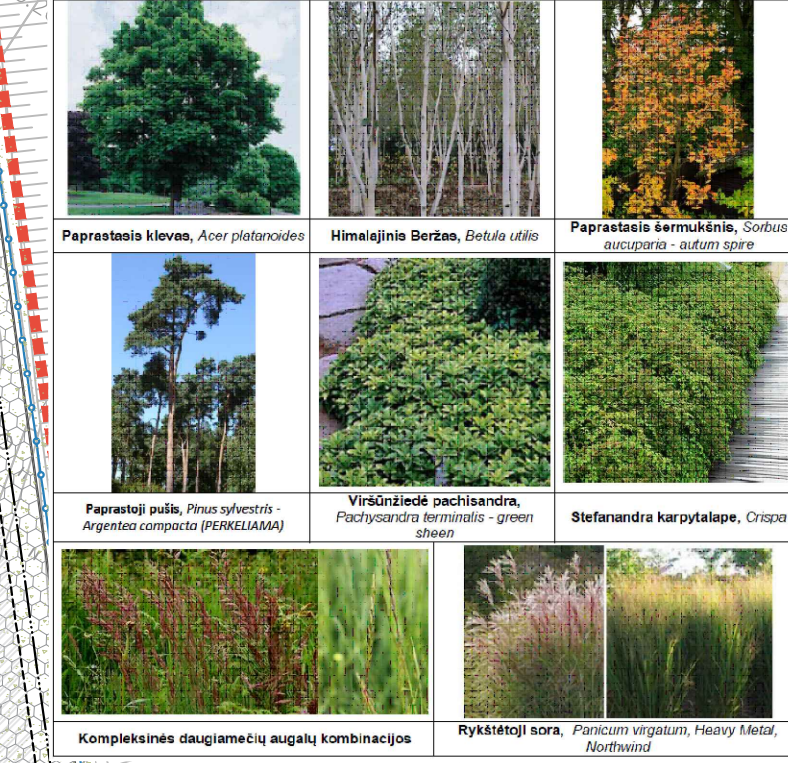 Paprastasis klevas, Acer platanoides
Himalajinis Beržas, Betula utilis
Paprastasis šermukšnis, Sorbus
aucuparia - autum spire
Paprastoji pušis, Pinus sylvestris -
Argentea compacta (PERKELIAMA)
Viršūnžiedė pachisandra,
Pachysandra terminalis - green
sheen
Stefanandra karpytalape, Crispa
Kompleksinės daugiamečių augalų kombinacijos
Rykštėtoji sora, Panicum virgatum, Heavy Metal,
Northwind